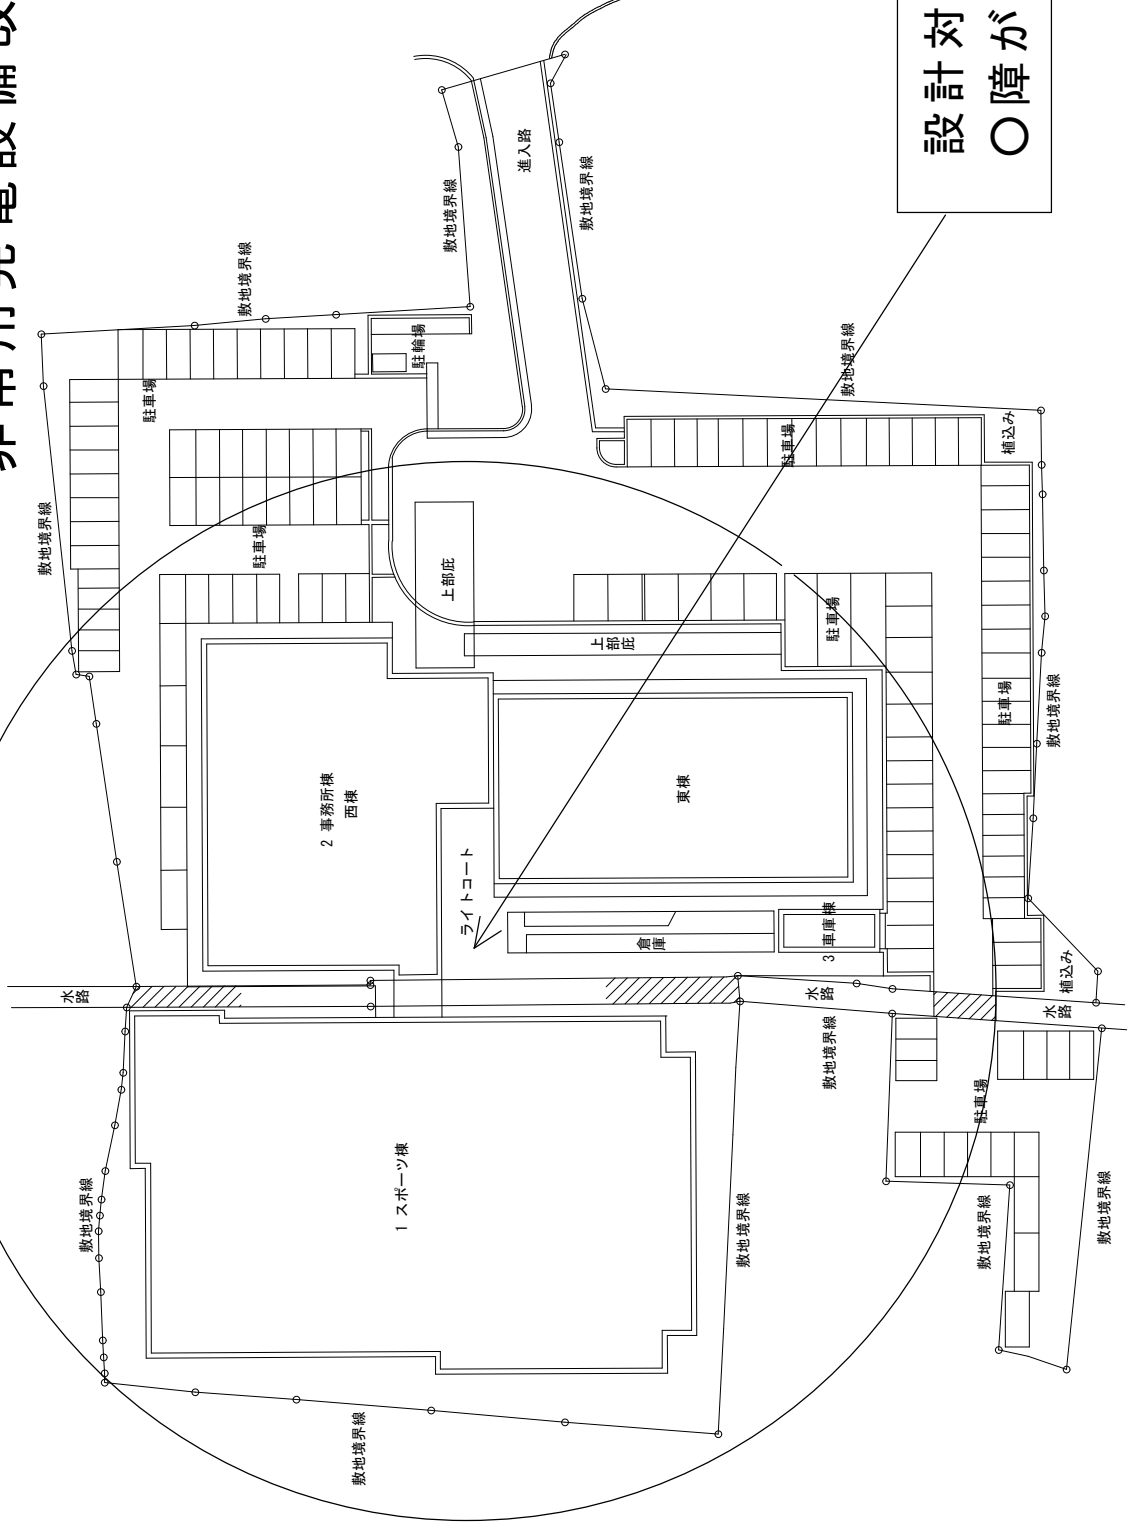 非常用発電設備改
敷地境界線
水路
敷地境界線
駐車場
敷地境界線
駐車場
2 事務所棟
西棟
敷地境界線
1 スポーツ棟
駐輪場
上部庇
敷地境界線
ライトコート
進入路
敷地境界線
上部庇
倉庫
東棟
敷地境界線
駐車場
水路
3 車庫棟
敷地境界線
駐車場
敷地境界線
設計対
〇障が
駐車場
敷地境界線
駐車場
植込み
敷地境界線
水路
植込み
敷地境界線